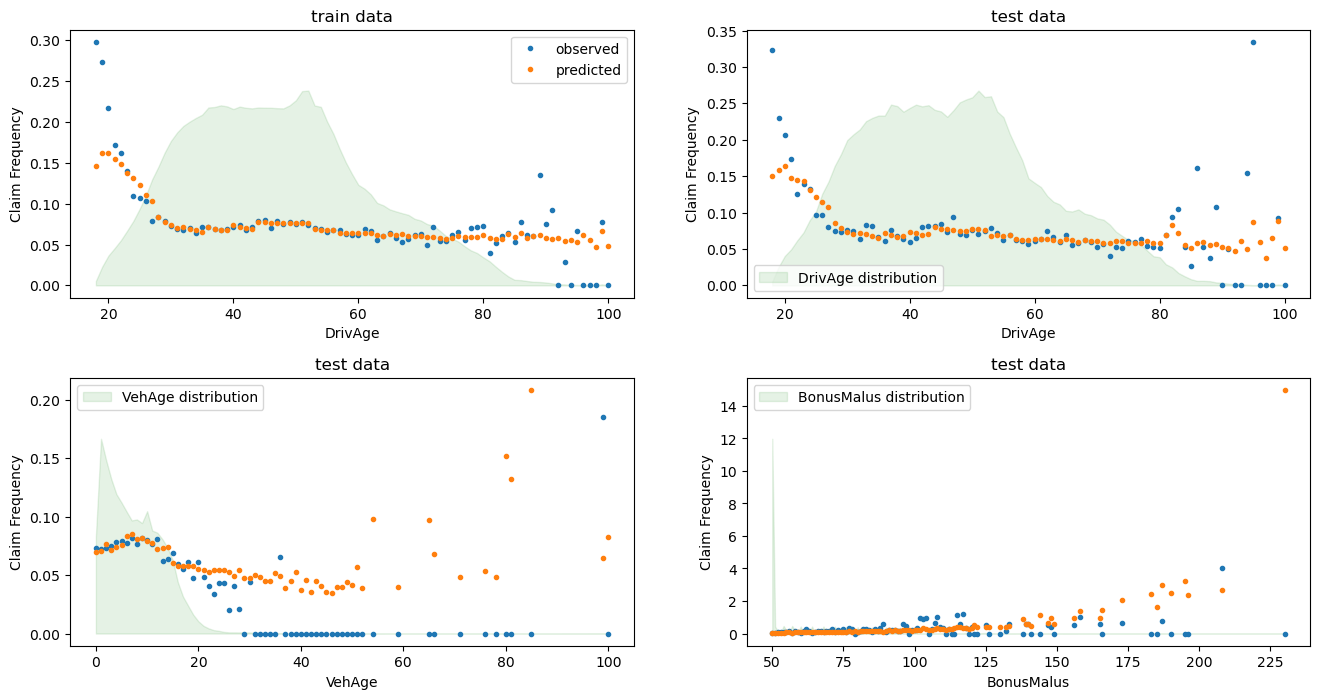 train data
Claim Frequency
0.30
0.25
0.20
0.15
0.10
0.05
0.00
observed
predicted
20 40 60 80 100
DrivAge
test data
Claim Frequency
0.35
0.30
0.25
0.20
0.15
0.10
0.05
0.00
DrivAge distribution
20 40 60 80 100
DrivAge
test data
Claim Frequency
0.20
0.15
0.10
0.05
0.00
VehAge distribution
0 20 40 60 80 100
VehAge
test data
Claim Frequency
14
12
10
8
6
4
2
0
BonusMalus distribution
50 75 100 125 150 175 200 225
BonusMalus